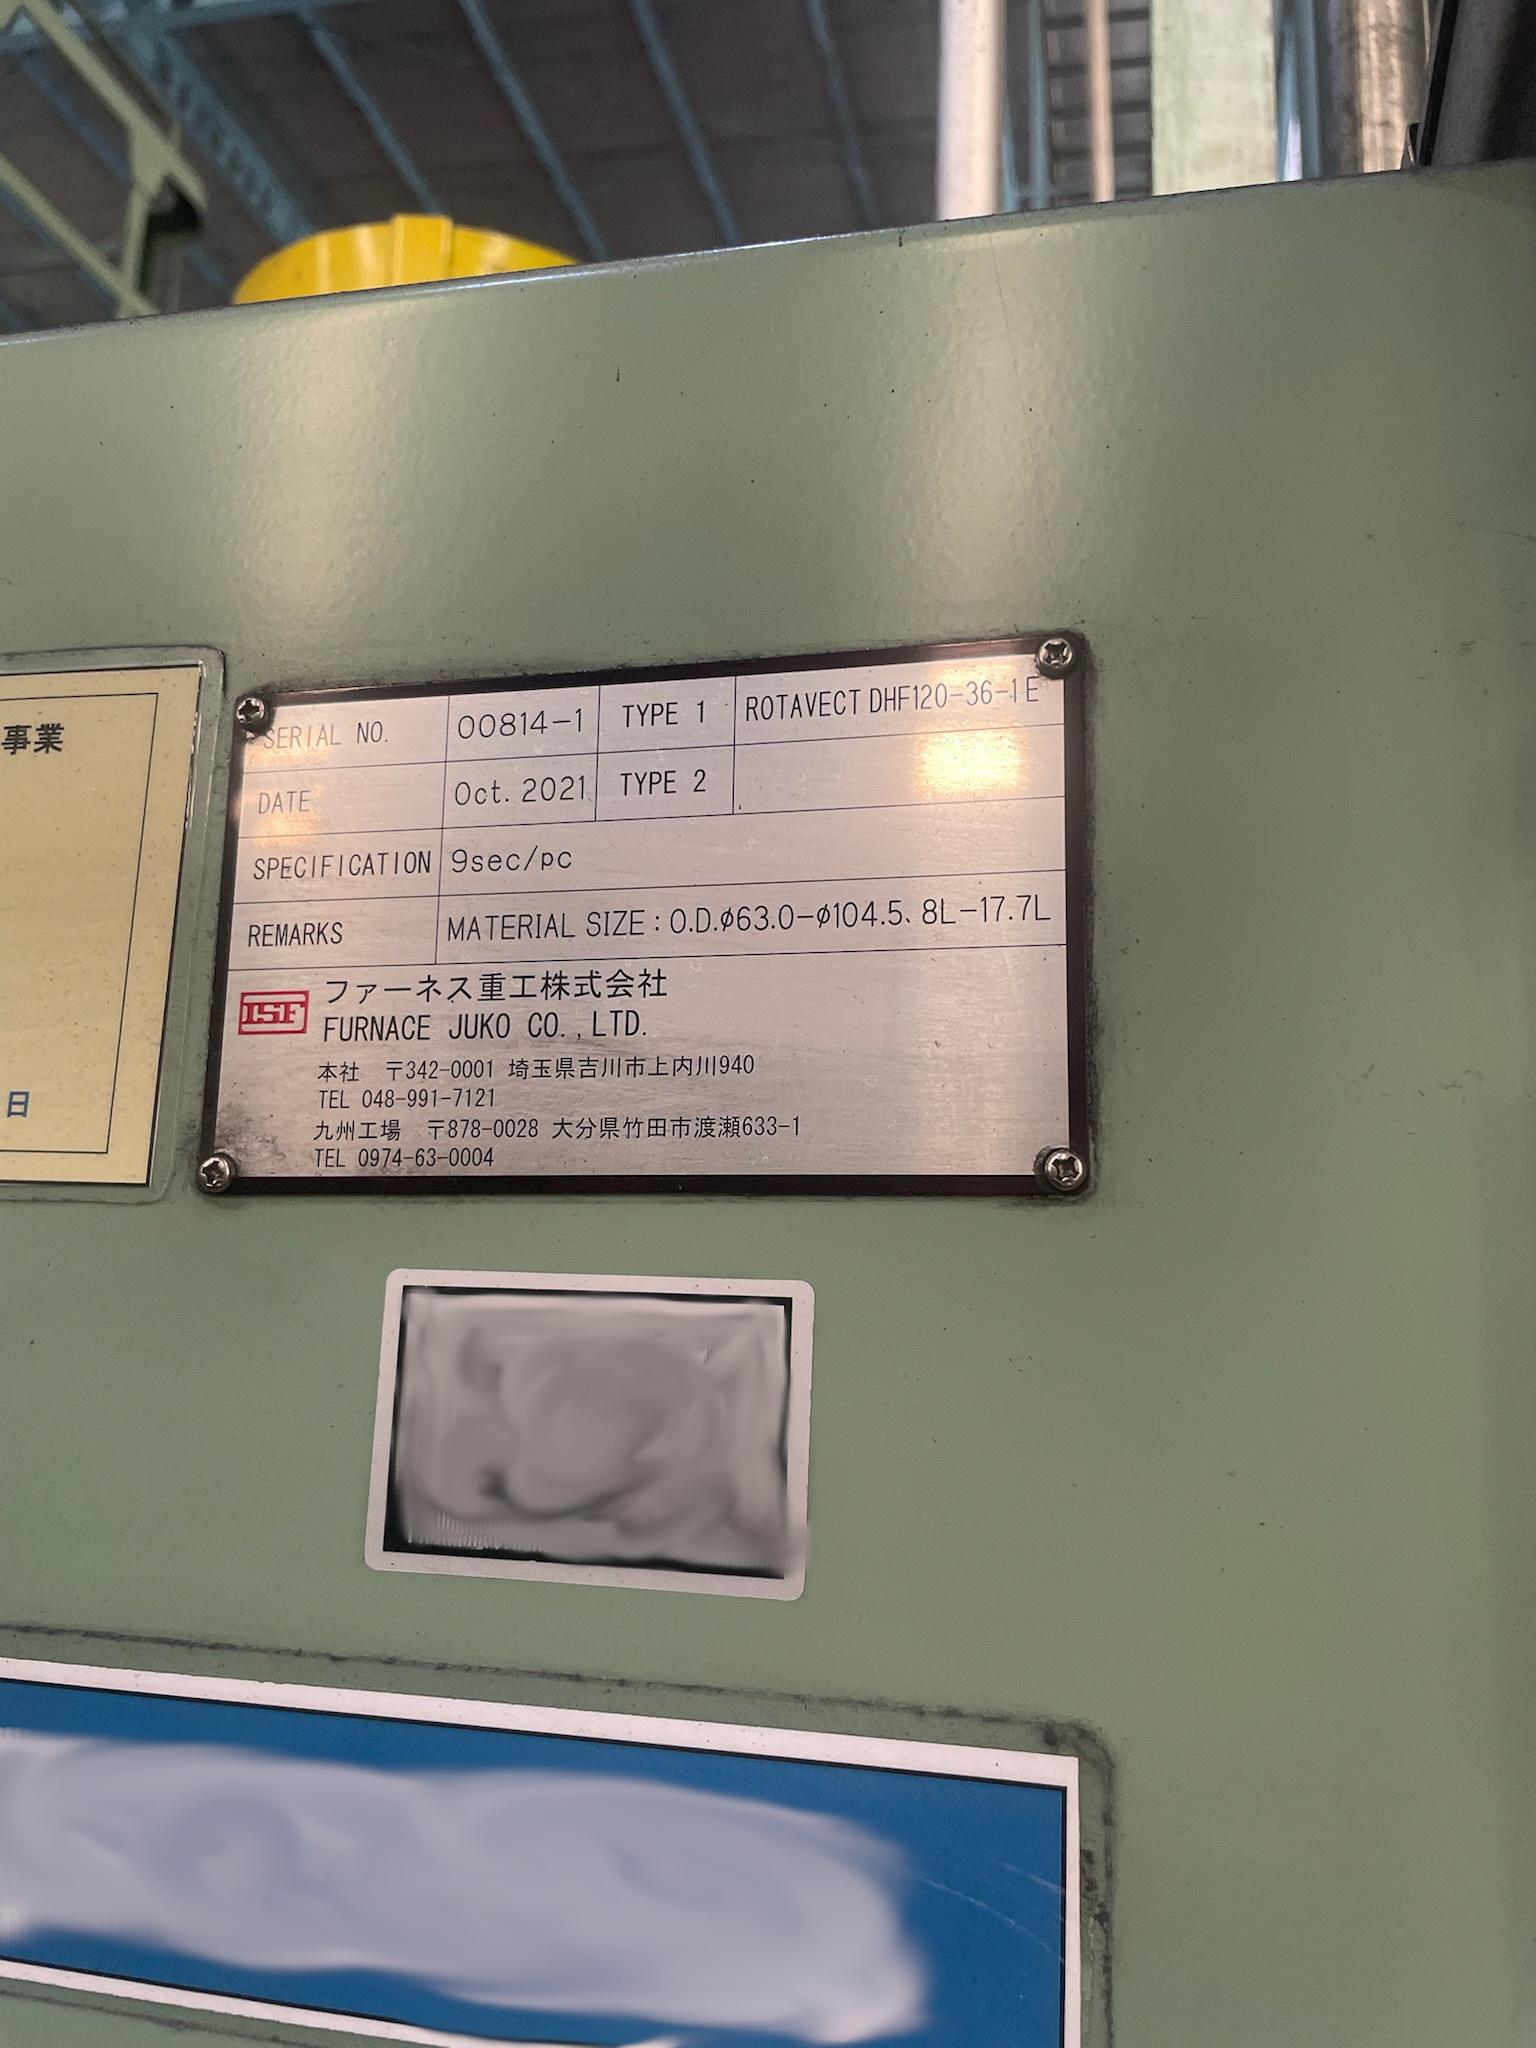 事業
日
SERIAL NO. 00814-1 TYPE 1 ROTAVECT DHF120-36-1E
DATE Oct. 2021 TYPE 2
SPECIFICATION 9sec/pc
REMARKS MATERIAL SIZE : O.D.φ63.0-φ104.5、8L-17.7L
ISF ファーネス重工株式会社
FURNACE JUKO CO.,LTD.
本社 〒342-0001 埼玉県吉川市上内川940
TEL 048-991-7121
九州工場 〒878-0028 大分県竹田市渡瀬633-1
TEL 0974-63-0004